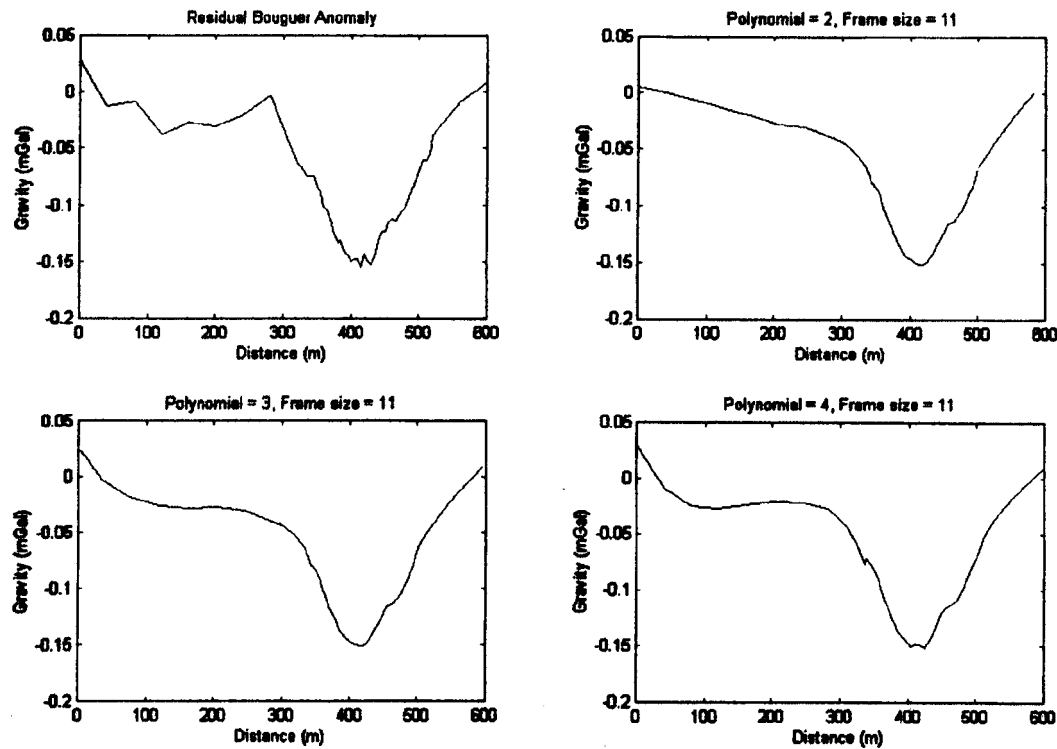 Residual Bouguer Anomaly
0.05
0
-0.05
-0.1
-0.15
-0.2
Gravity (mGal)
0 100 200 300 400 500 600
Distance (m)
Polynomial = 2, Frame size = 11
0.05
0
-0.05
-0.1
-0.15
-0.2
Gravity (mGal)
0 100 200 300 400 500 600
Distance (m)
Polynomial = 3, Frame size = 11
0.05
0
-0.05
-0.1
-0.15
-0.2
Gravity (mGal)
0 100 200 300 400 500 600
Distance (m)
Polynomial = 4, Frame size = 11
0.05
0
-0.05
-0.1
-0.15
-0.2
Gravity (mGal)
0 100 200 300 400 500 600
Distance (m)